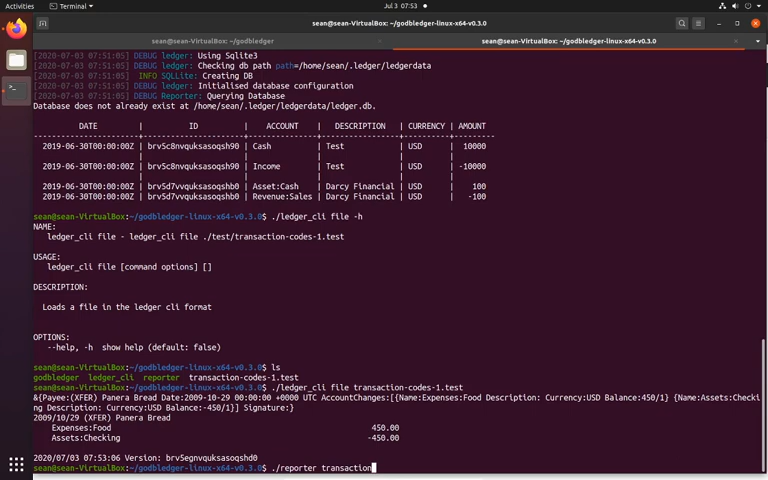 Activities
Terminal
Jul 3 07:53
sean@sean-VirtualBox: ~/godbledger-linux-x64-v0.3.0
sean@sean-VirtualBox: ~/godbledger
sean@sean-VirtualBox: ~/godbledger-linux-x64-v0.3.0
[2020-07-03 07:51:05] DEBUG ledger: Using Sqlite3
[2020-07-03 07:51:05] DEBUG ledger: Checking db path path=/home/sean/.ledger/ledgerdata
[2020-07-03 07:51:05] INFO SQLLite: Creating DB
[2020-07-03 07:51:05] DEBUG ledger: Initialised database configuration
[2020-07-03 07:51:05] DEBUG Reporter: Querying Database
Database does not already exist at /home/sean/.ledger/ledgerdata/ledger.db.
DATE | ID | ACCOUNT | DESCRIPTION | CURRENCY | AMOUNT
2019-06-30T00:00:00Z | brv5c8nvquksasoqsh90 | Cash | Test | USD | 10000
2019-06-30T00:00:00Z | brv5c8nvquksasoqsh90 | Income | Test | USD | -10000
2019-06-30T00:00:00Z | brv5d7vvquksasoqshb0 | Asset:Cash | Darcy Financial | USD | 100
2019-06-30T00:00:00Z | brv5d7vvquksasoqshb0 | Revenue:Sales | Darcy Financial | USD | -100
sean@sean-VirtualBox:~/godbledger-linux-x64-v0.3.0$ ./ledger_cli file -h
NAME:
ledger_cli file - ledger_cli file ./test/transaction-codes-1.test
USAGE:
ledger_cli file [command options] []
DESCRIPTION:
Loads a file in the ledger cli format
OPTIONS:
--help, -h show help (default: false)
sean@sean-VirtualBox:~/godbledger-linux-x64-v0.3.0$ ls
godbledger ledger_cli reporter transaction-codes-1.test
sean@sean-VirtualBox:~/godbledger-linux-x64-v0.3.0$ ./ledger_cli file transaction-codes-1.test
&{Payee:(XFER) Panera Bread Date:2009-10-29 00:00:00 +0000 UTC AccountChanges:[{Name:Expenses:Food Description: Currency:USD Balance:450/1} {Name:Assets:Checki
ng Description: Currency:USD Balance:-450/1}] Signature:}
2009/10/29 (XFER) Panera Bread
Expenses:Food 450.00
Assets:Checking -450.00
2020/07/03 07:53:06 Version: brv5egnvquksasoqshd0
sean@sean-VirtualBox:~/godbledger-linux-x64-v0.3.0$ ./reporter transaction